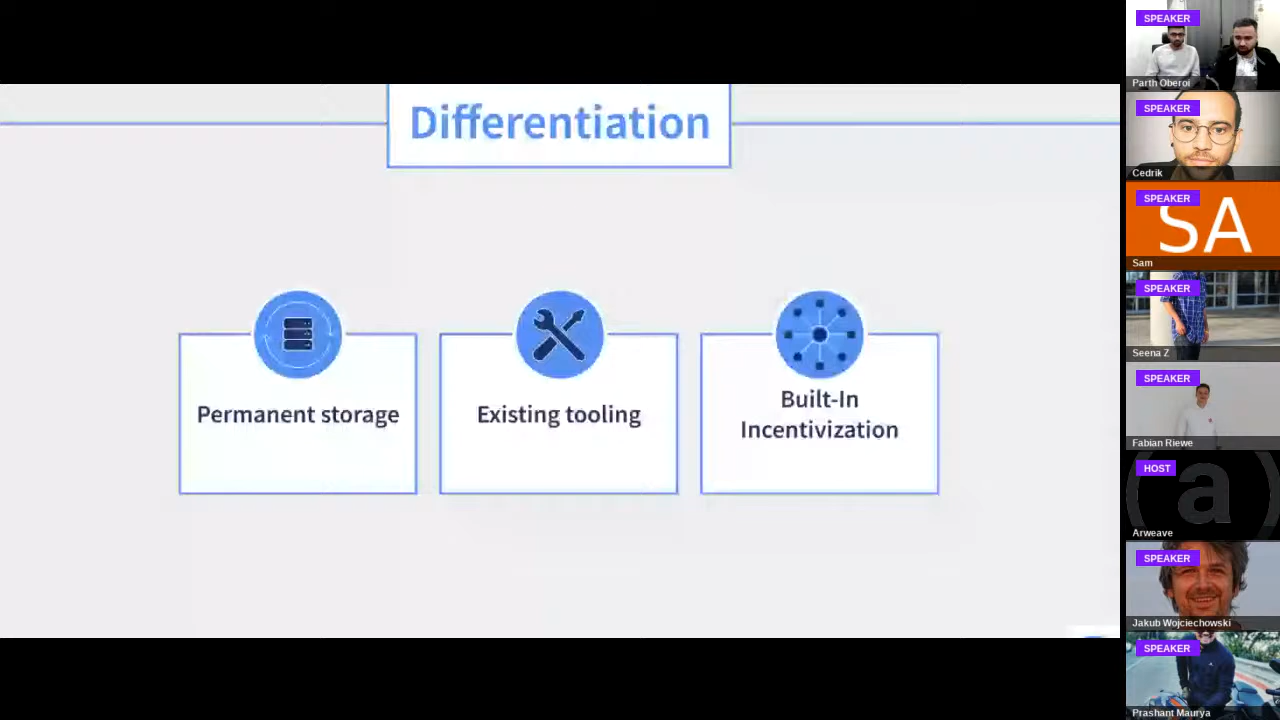 Differentiation
Permanent storage
Existing tooling
Built-In
Incentivization
SPEAKER
Parth Oberoi
SPEAKER
Cedrik
SPEAKER
SA
Sam
SPEAKER
Seena Z
SPEAKER
Fabian Riewe
HOST
a
Arweave
SPEAKER
Jakub Wojciechowski
SPEAKER
Prashant Maurya